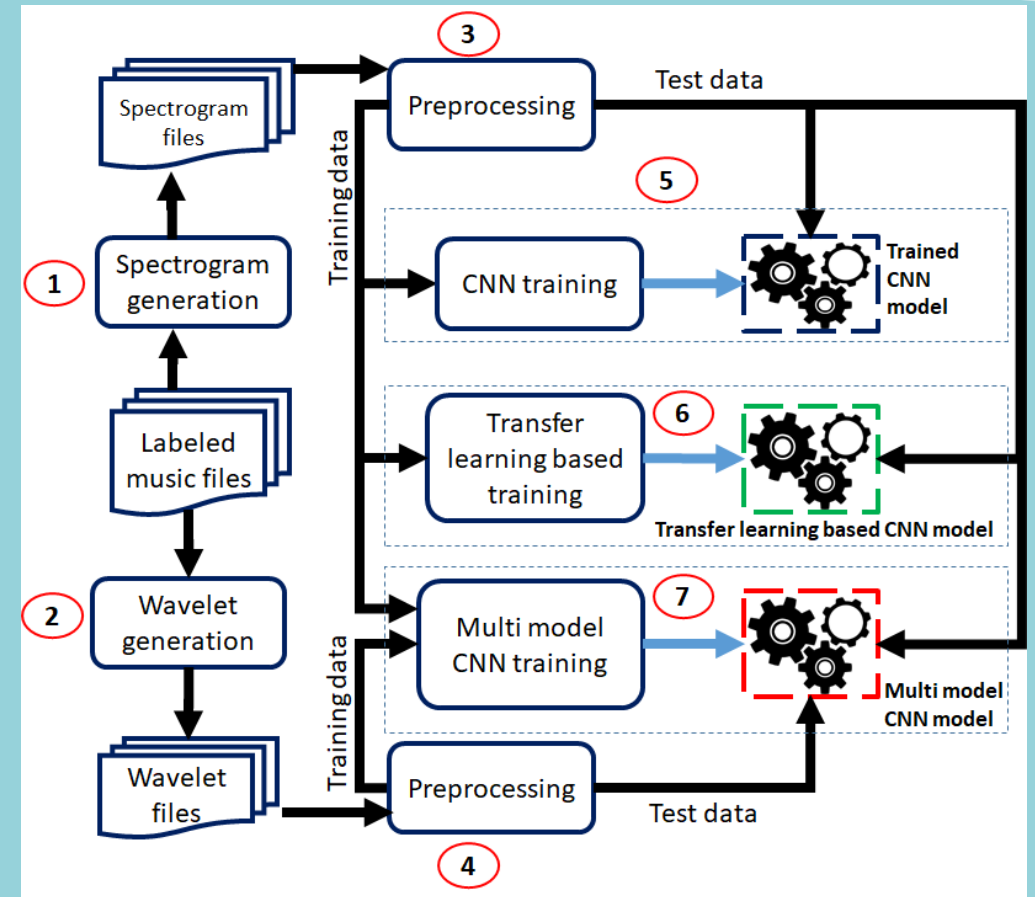 3
Spectrogram
files
Preprocessing
Test data
Training data
5
1
Spectrogram
generation
CNN training
Trained
CNN
model
Labeled
music files
6
Transfer
learning based
training
Transfer learning based CNN model
2
Wavelet
generation
7
Multi model
CNN training
Training data
Multi model
CNN model
Wavelet
files
Preprocessing
Test data
4